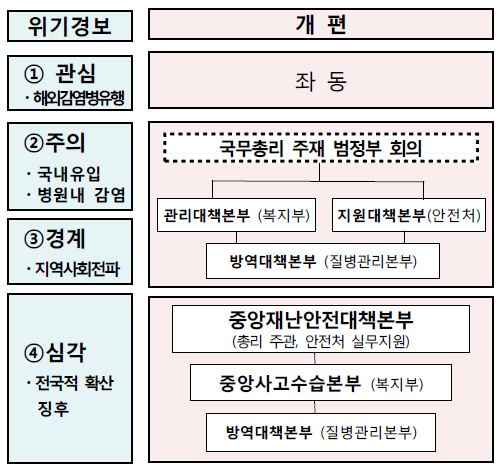 위기경보
개 편
① 관심
· 해외감염병유행
좌 동
②주의
· 국내유입
· 병원내 감염
국무총리 주재 범정부 회의
관리대책본부 (복지부)
지원대책본부(안전처)
③경계
· 지역사회전파
방역대책본부 (질병관리본부)
④심각
· 전국적 확산
징후
중앙재난안전대책본부
(총리 주관, 안전처 실무지원)
중앙사고수습본부 (복지부)
방역대책본부 (질병관리본부)